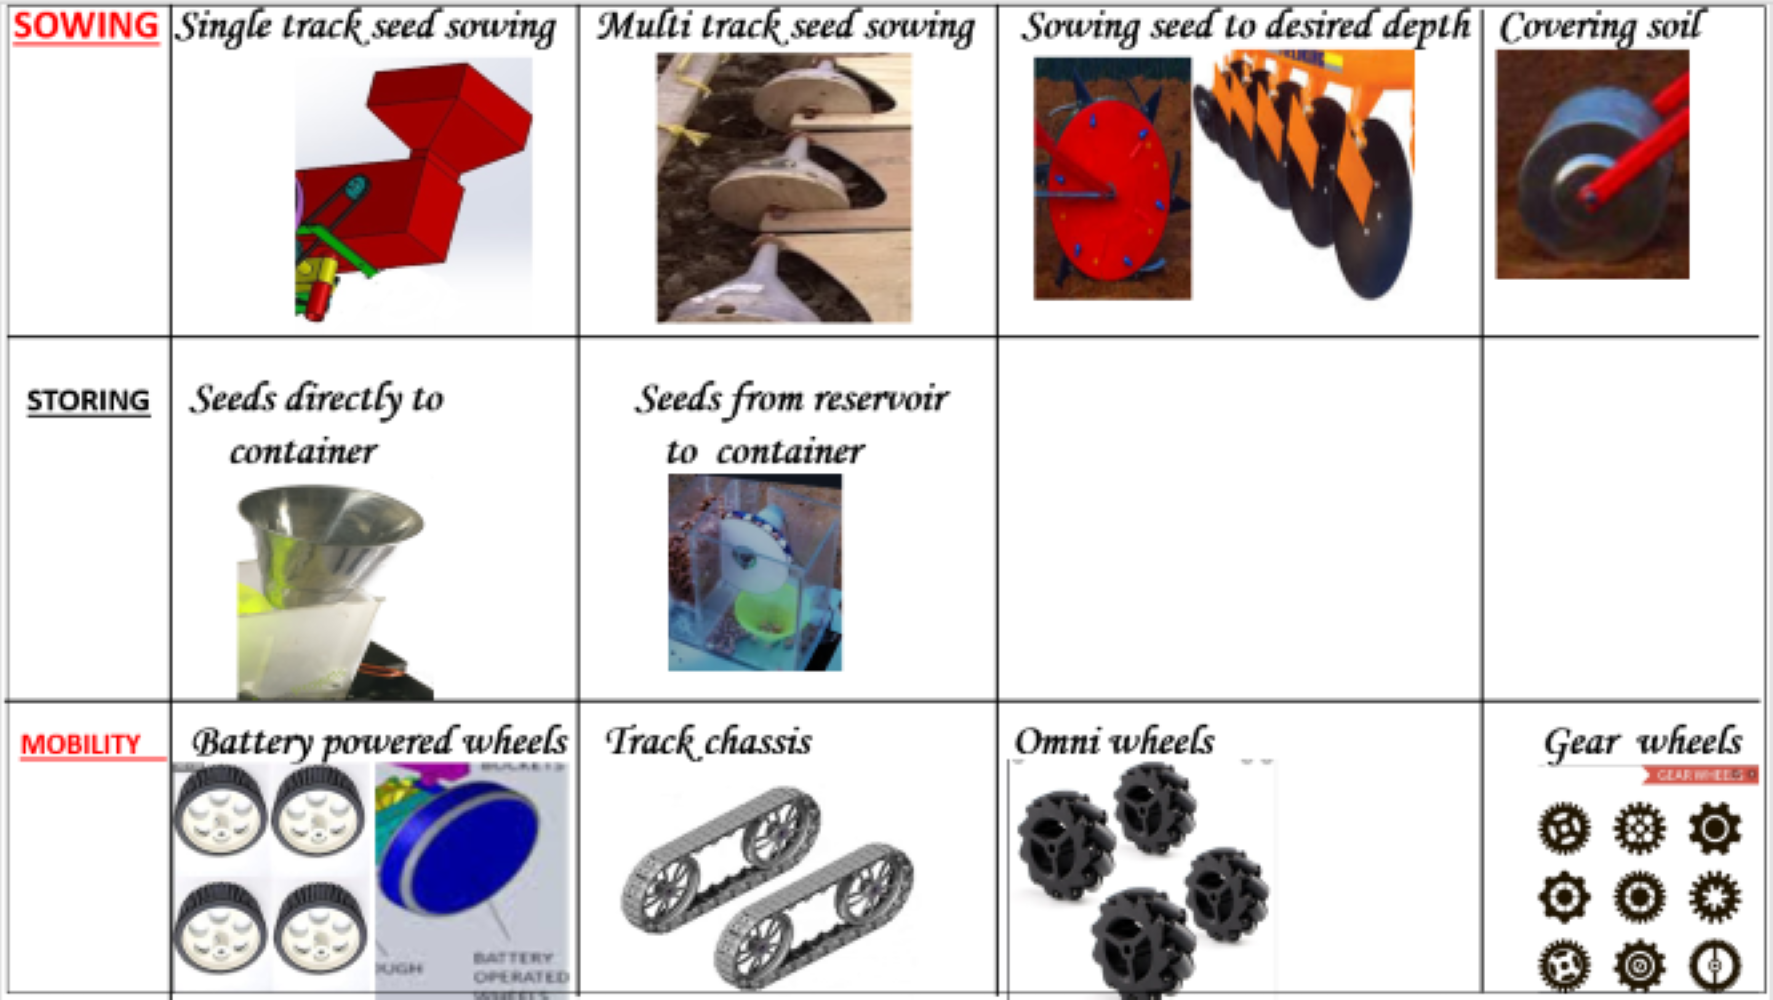 SOWING
Single track seed sowing
Multi track seed sowing
Sowing seed to desired depth
Covering soil
STORING
Seeds directly to
container
Seeds from reservoir
to container
MOBILITY
Battery powered wheels
Track chassis
Omni wheels
Gear wheels
BUCKETS
GEAR WHEELS
BATTERY
OPERATED
WHEELS